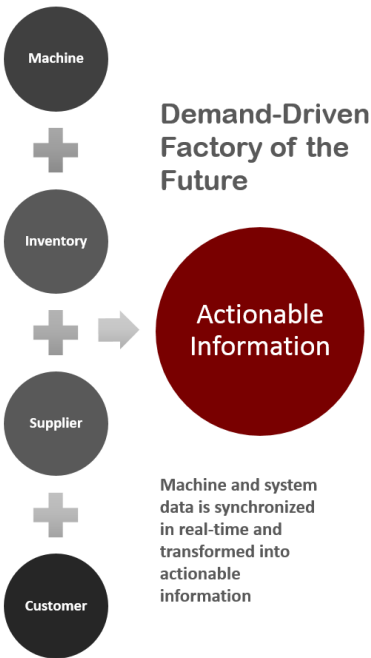 Machine
Inventory
Supplier
Customer
Demand-Driven
Factory of the
Future
Actionable
Information
Machine and system
data is synchronized
in real-time and
transformed into
actionable
information